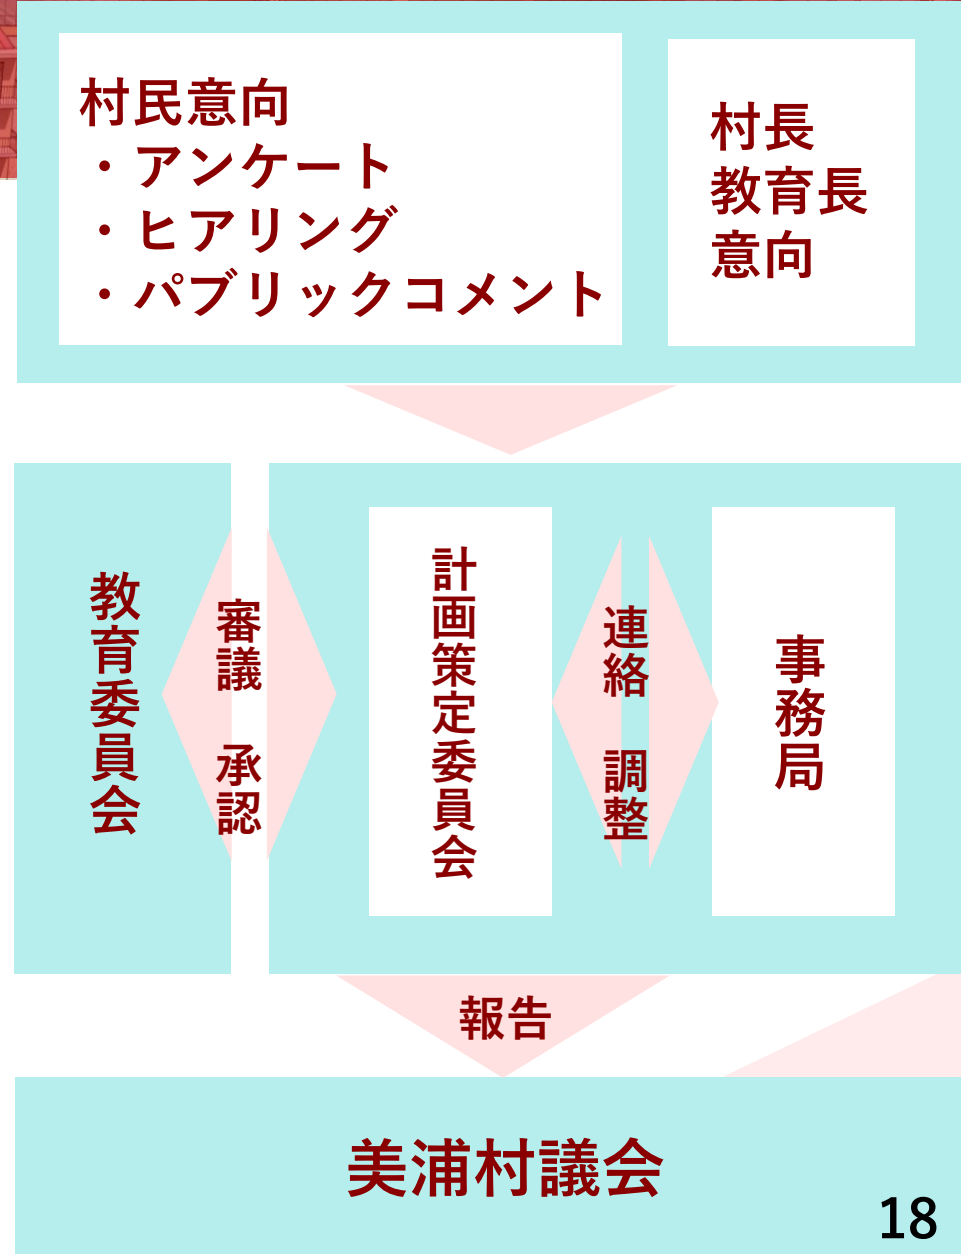 村民意向
・アンケート
・ヒアリング
・パブリックコメント
村長
教育長
意向
教育委員会
審議 承認
計画策定委員会
連絡 調整
事務局
報告
美浦村議会
18